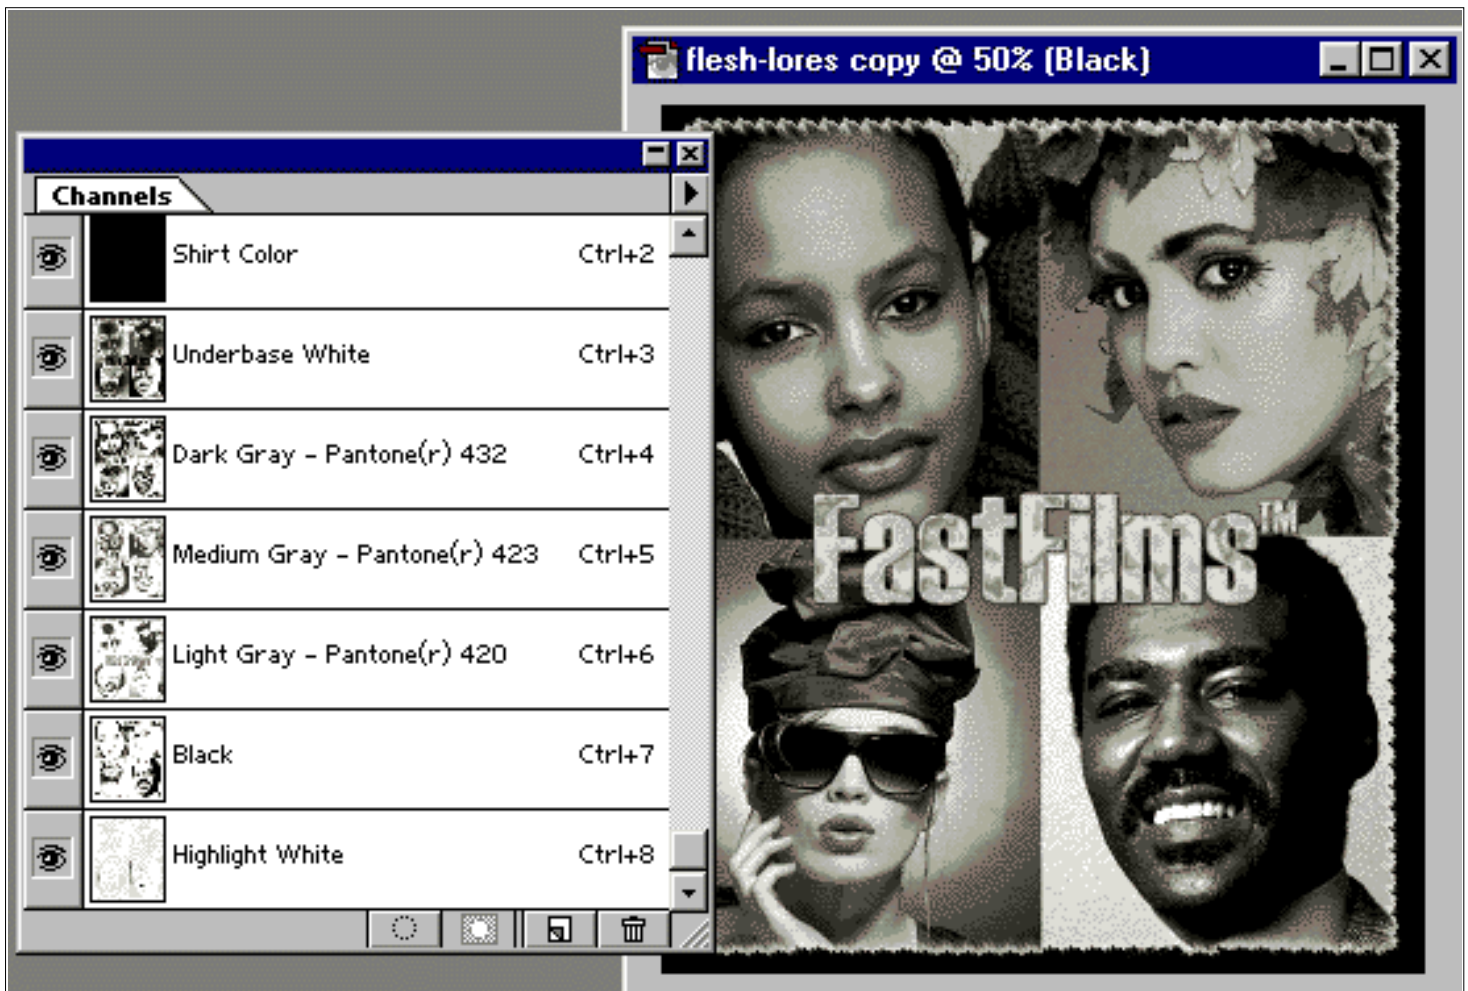 flesh-lores copy @ 50% (Black)
Channels
Shirt Color Ctrl+2
Underbase White Ctrl+3
Dark Gray - Pantone(r) 432 Ctrl+4
Medium Gray - Pantone(r) 423 Ctrl+5
Light Gray - Pantone(r) 420 Ctrl+6
Black Ctrl+7
Highlight White Ctrl+8
FastFilms™